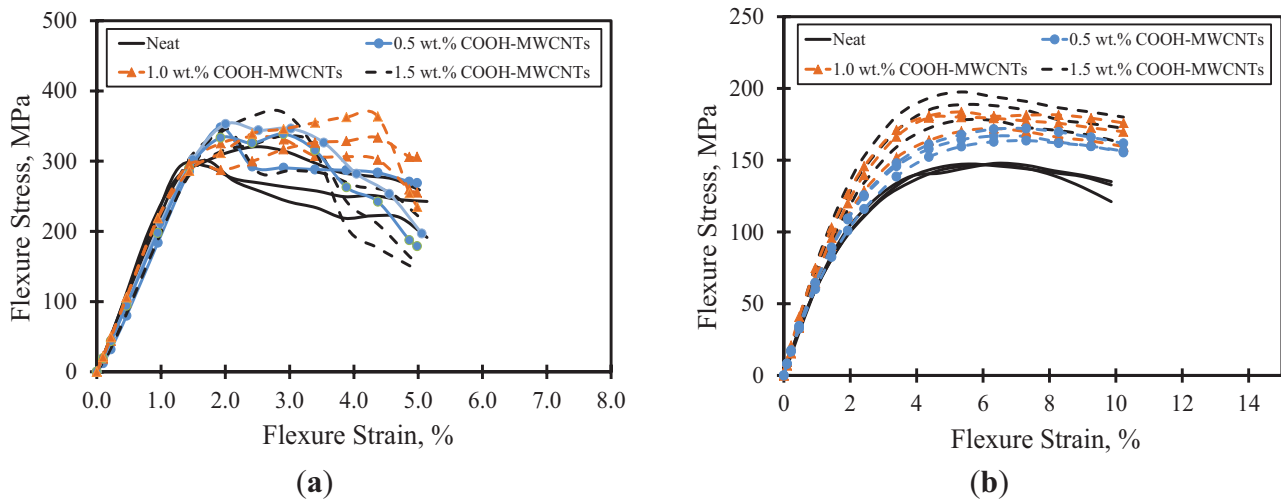 500
400
300
200
100
0
Flexure Stress, MPa
Neat
0.5 wt.% COOH-MWCNTs
1.0 wt.% COOH-MWCNTs
1.5 wt.% COOH-MWCNTs
0.0 1.0 2.0 3.0 4.0 5.0 6.0 7.0 8.0
Flexure Strain, %
(a)
250
200
150
100
50
0
Flexure Stress, MPa
Neat
0.5 wt.% COOH-MWCNTs
1.0 wt.% COOH-MWCNTs
1.5 wt.% COOH-MWCNTs
0 2 4 6 8 10 12 14
Flexure Strain, %
(b)